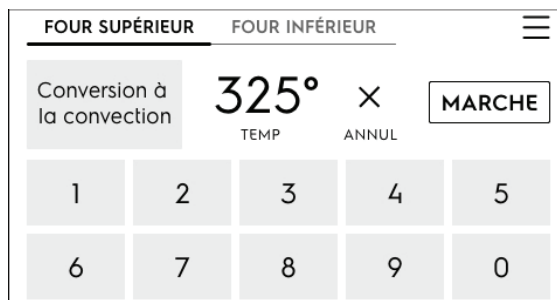 FOUR SUPÉRIEUR FOUR INFÉRIEUR
Conversion à
la convection
325°
TEMP
×
ANNUL
MARCHE
1 2 3 4 5
6 7 8 9 0